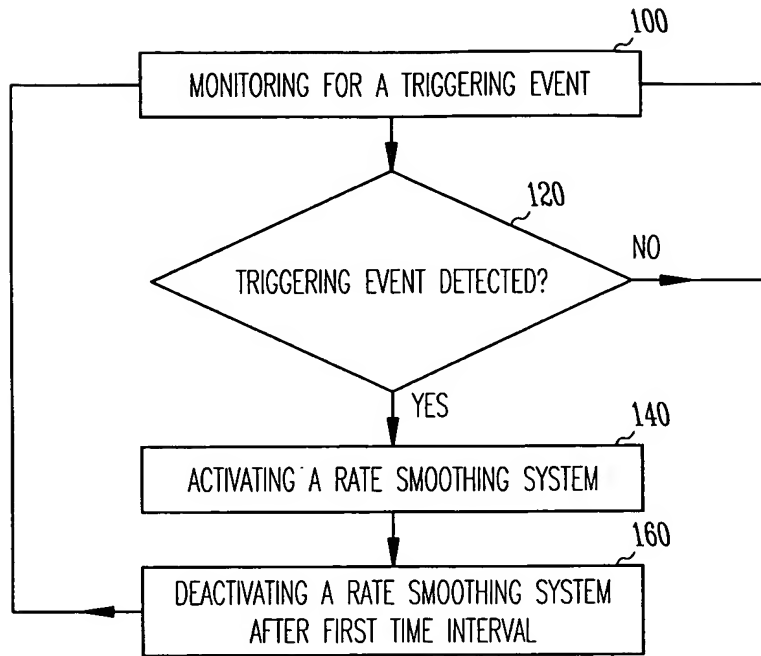 100
MONITORING FOR A TRIGGERING EVENT
120
TRIGGERING EVENT DETECTED?
NO
YES
140
ACTIVATING A RATE SMOOTHING SYSTEM
160
DEACTIVATING A RATE SMOOTHING SYSTEM
AFTER FIRST TIME INTERVAL